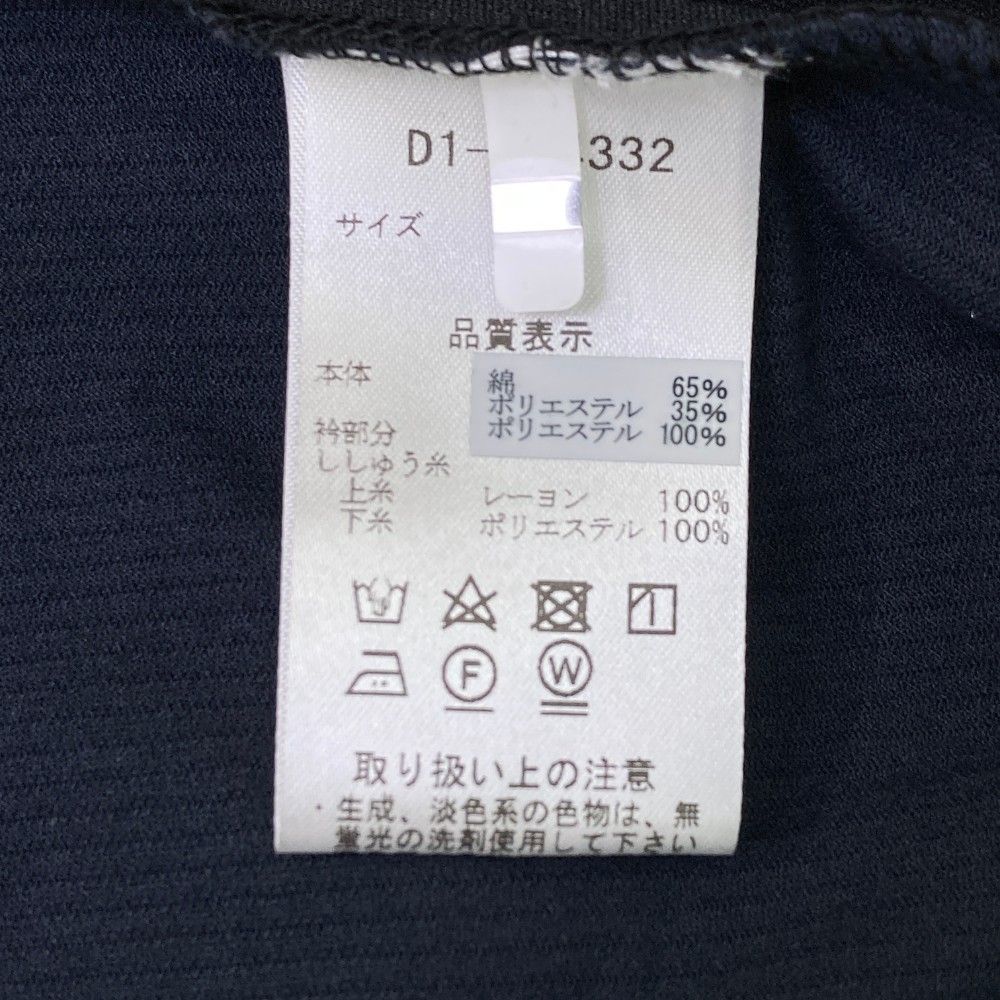 D1- 4332
サイズ
品質表示
本体 綿 65%
ポリエステル 35%
衿部分 ポリエステル 100%
ししゅう糸
上糸 レーヨン 100%
下糸 ポリエステル 100%
F W
取り扱い上の注意
・生成、淡色系の色物は、無
蛍光の洗剤使用して下さい